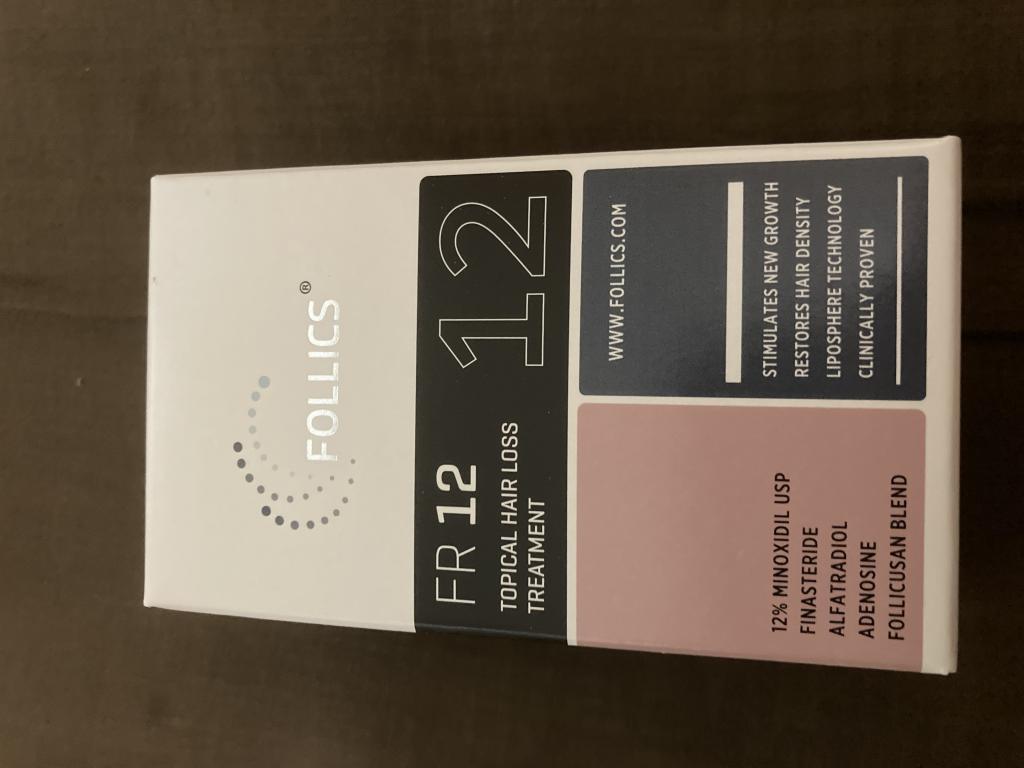 FOLLICS®
FR 12
TOPICAL HAIR LOSS
TREATMENT
12
12% MINOXIDIL USP
FINASTERIDE
ALFATRADIOL
ADENOSINE
FOLLICUSAN BLEND
WWW.FOLLICS.COM
STIMULATES NEW GROWTH
RESTORES HAIR DENSITY
LIPOSPHERE TECHNOLOGY
CLINICALLY PROVEN